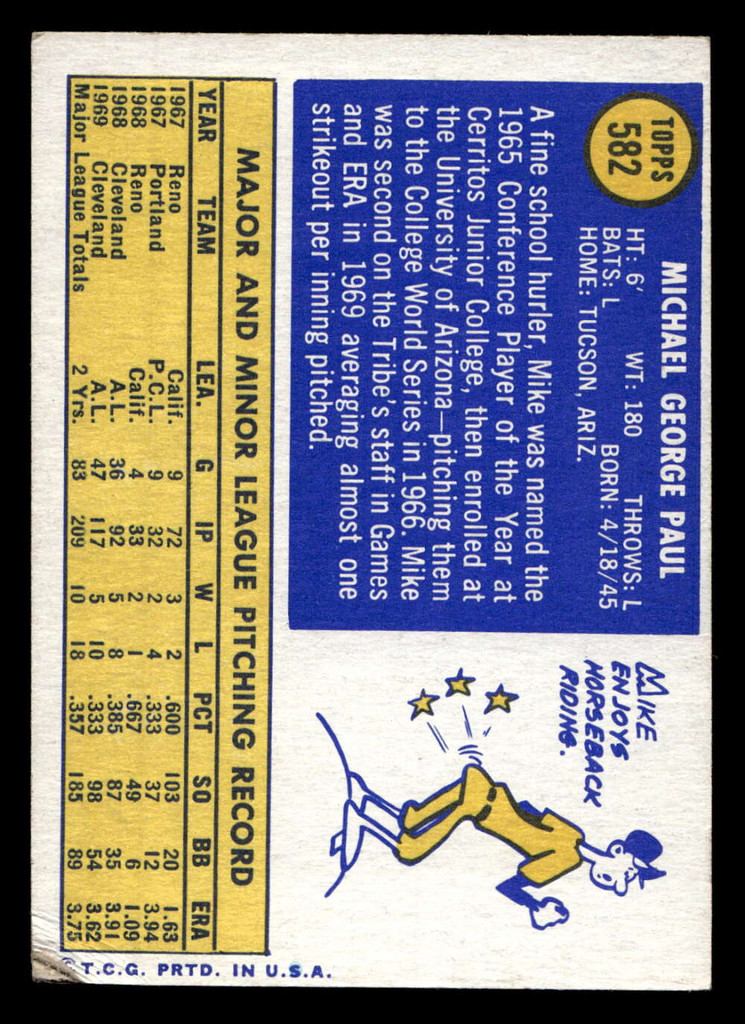 TOPPS
582
MICHAEL GEORGE PAUL
HT: 6' WT: 180 THROWS: L
BATS: L BORN: 4/18/45
HOME: TUCSON, ARIZ.
A fine school hurler, Mike was named the
1965 Conference Player of the Year at
Cerritos Junior College, then enrolled at
the University of Arizona—pitching them
to the College World Series in 1966. Mike
was second on the Tribe's staff in Games
and ERA in 1969 averaging almost one
strikeout per inning pitched.
MIKE
ENJOYS
HORSEBACK
RIDING.
MAJOR AND MINOR LEAGUE PITCHING RECORD
YEAR TEAM LEA. G IP W L PCT SO BB ERA
1967 Reno Calif. 9 72 3 2 .600 103 20 1.63
1967 Portland P.C.L. 9 32 2 4 .333 37 12 3.94
1968 Reno Calif. 4 33 2 1 .667 49 6 1.09
1968 Cleveland A.L. 36 92 5 8 .385 87 35 3.91
1969 Cleveland A.L. 47 117 5 10 .333 98 54 3.62
Major League Totals 2 Yrs. 83 209 10 18 .357 185 89 3.75
© T.C.G. PRTD. IN U.S.A.